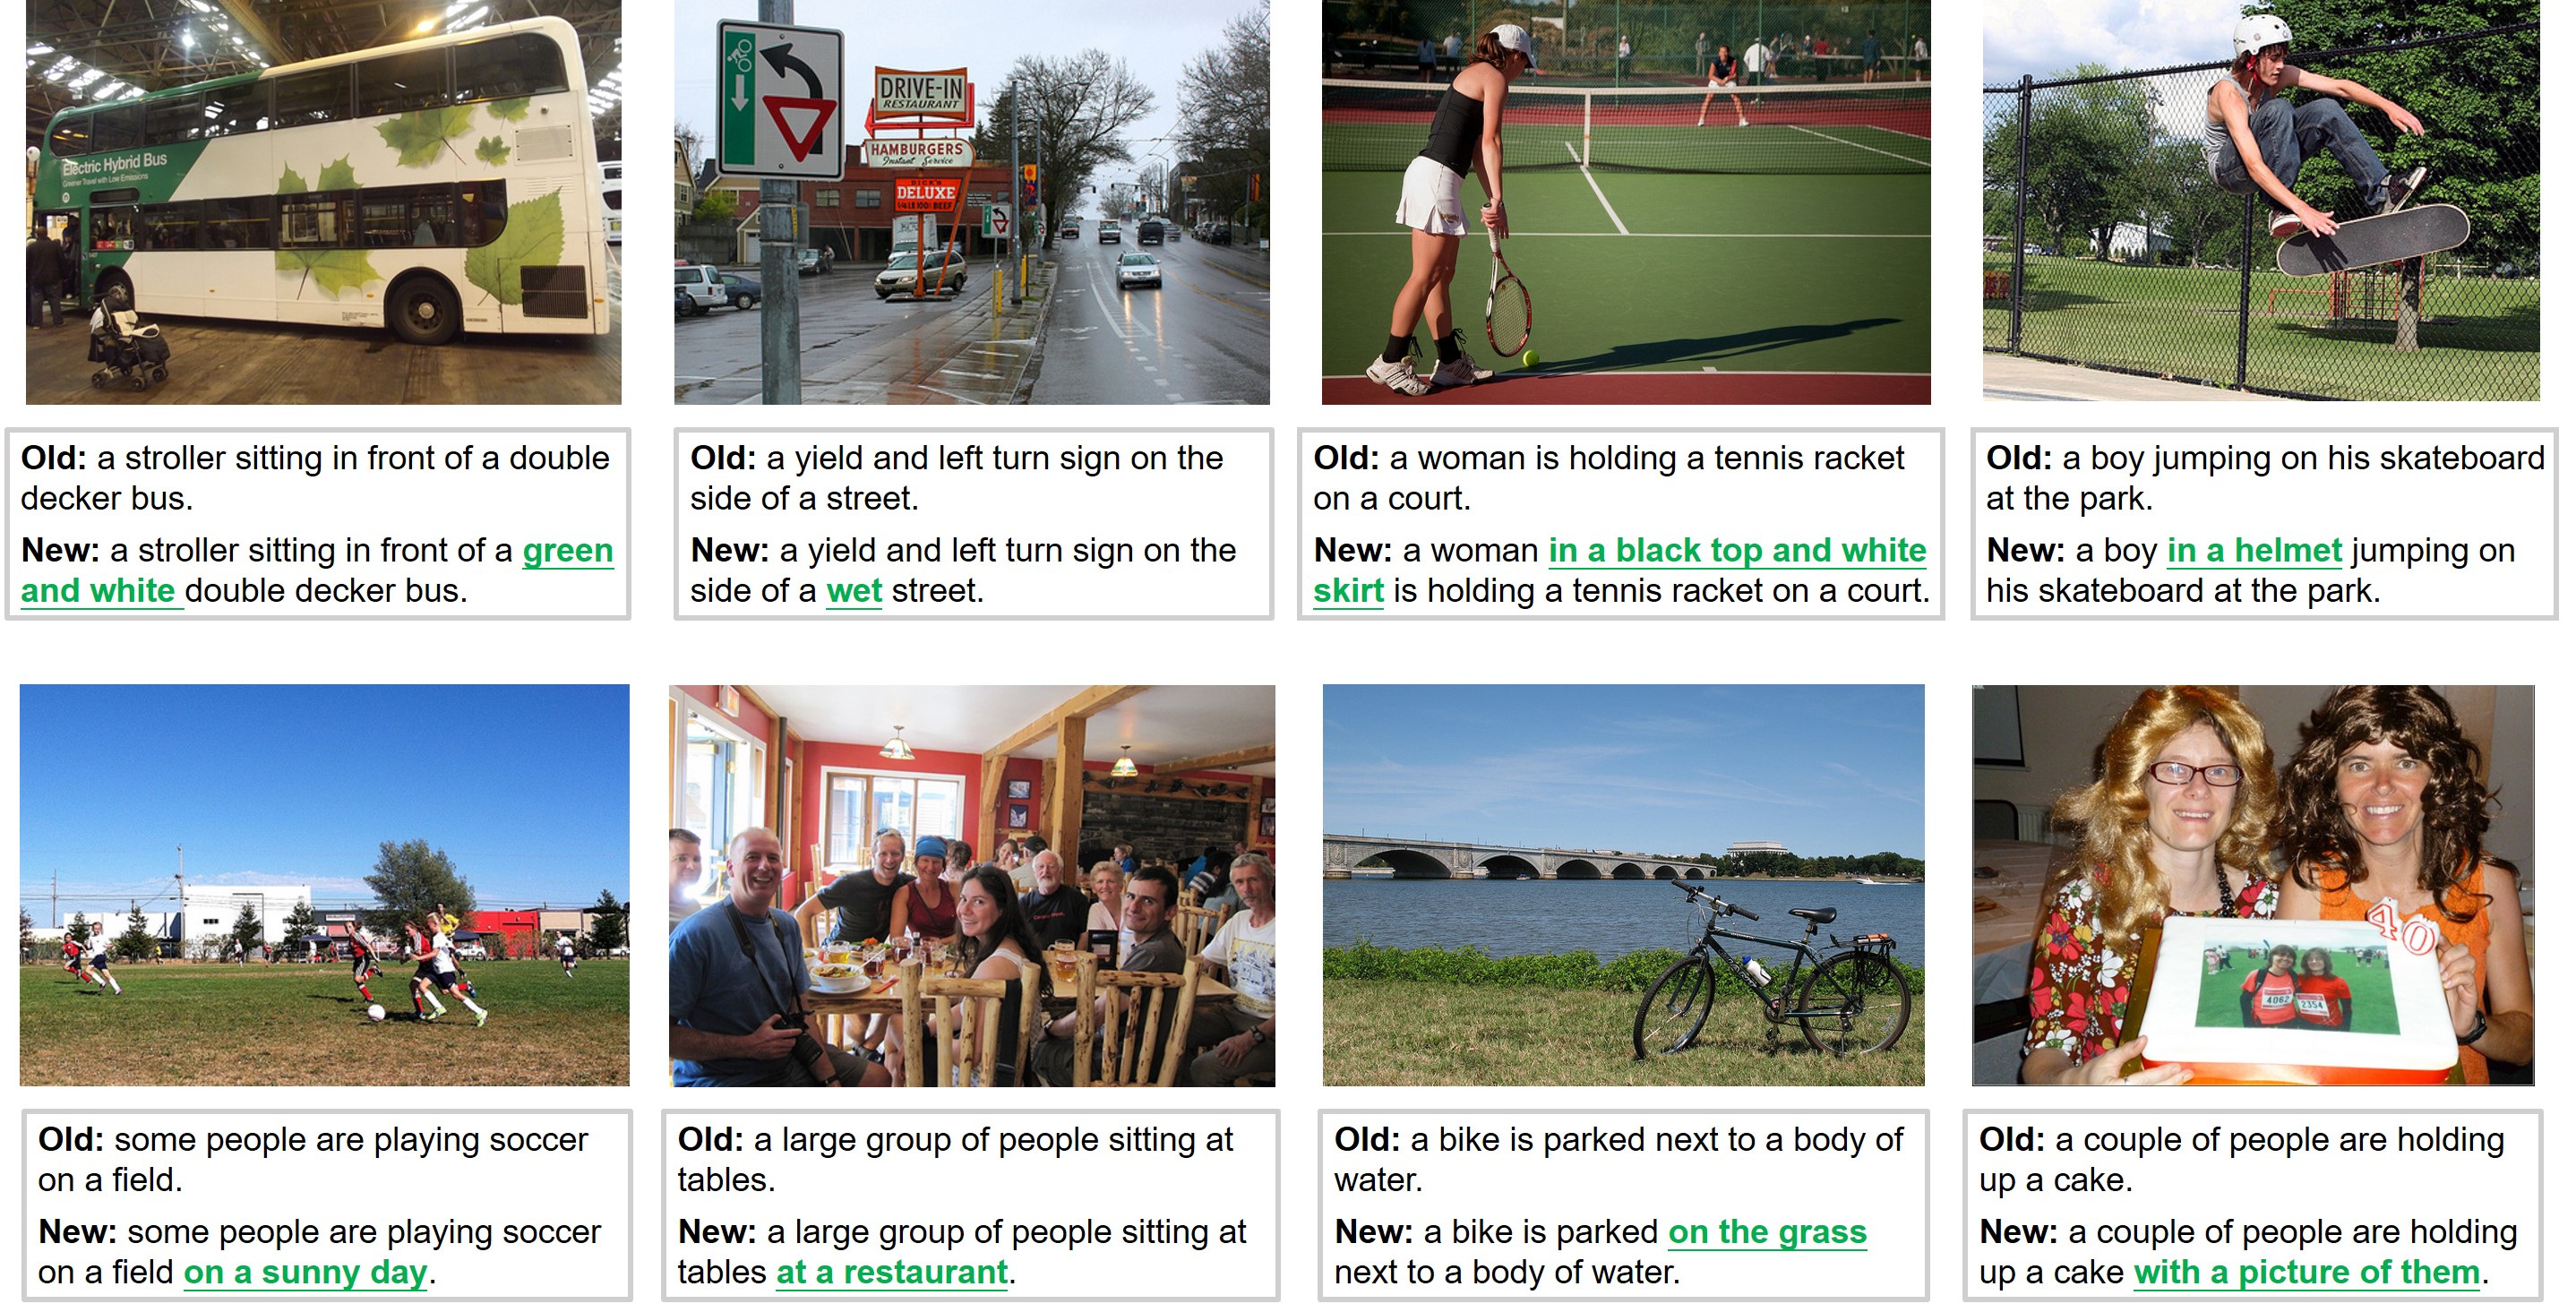 Electric Hybrid Bus
Greener Travel with Low Emissions
DRIVE-IN
RESTAURANT
HAMBURGERS
Instant Service
DICK'S
DELUXE
1/4 LB 100% BEEF
Old: a stroller sitting in front of a double
decker bus.
New: a stroller sitting in front of a green
and white double decker bus.
Old: a yield and left turn sign on the
side of a street.
New: a yield and left turn sign on the
side of a wet street.
Old: a woman is holding a tennis racket
on a court.
New: a woman in a black top and white
skirt is holding a tennis racket on a court.
Old: a boy jumping on his skateboard
at the park.
New: a boy in a helmet jumping on
his skateboard at the park.
40
4062
2354
Old: some people are playing soccer
on a field.
New: some people are playing soccer
on a field on a sunny day.
Old: a large group of people sitting at
tables.
New: a large group of people sitting at
tables at a restaurant.
Old: a bike is parked next to a body of
water.
New: a bike is parked on the grass
next to a body of water.
Old: a couple of people are holding
up a cake.
New: a couple of people are holding
up a cake with a picture of them.